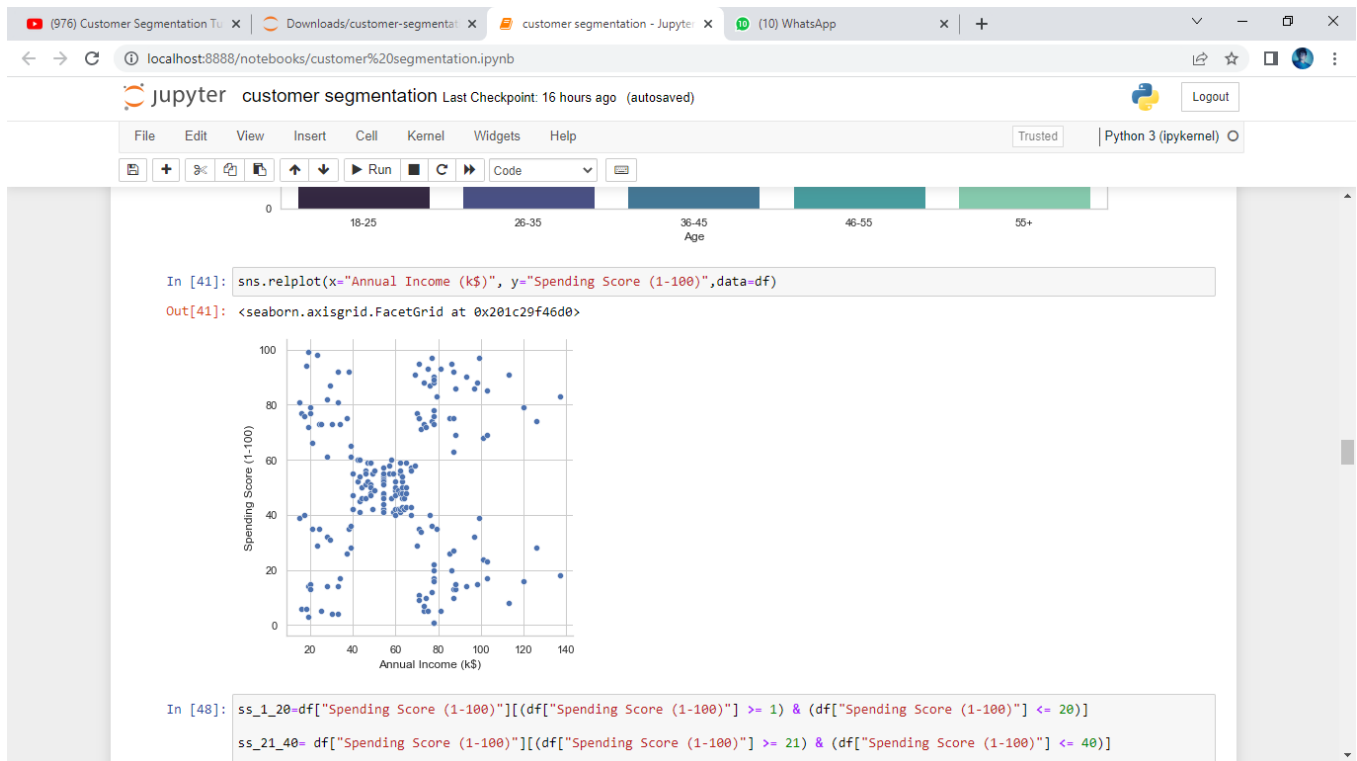 (976) Customer Segmentation Tu
Downloads/customer-segmentat
customer segmentation - Jupyter
10 (10) WhatsApp
localhost:8888/notebooks/customer%20segmentation.ipynb
jupyter customer segmentation Last Checkpoint: 16 hours ago (autosaved)
Logout
File Edit View Insert Cell Kernel Widgets Help
Trusted Python 3 (ipykernel)
Run Code
0
18-25 26-35 36-45 46-55 55+
Age
In [41]: sns.relplot(x="Annual Income (k$)", y="Spending Score (1-100)",data=df)
Out[41]: <seaborn.axisgrid.FacetGrid at 0x201c29f46d0>
100
80
60
40
20
0
Spending Score (1-100)
20 40 60 80 100 120 140
Annual Income (k$)
In [48]: ss_1_20=df["Spending Score (1-100)"][(df["Spending Score (1-100)"] >= 1) & (df["Spending Score (1-100)"] <= 20)]
ss_21_40= df["Spending Score (1-100)"][(df["Spending Score (1-100)"] >= 21) & (df["Spending Score (1-100)"] <= 40)]